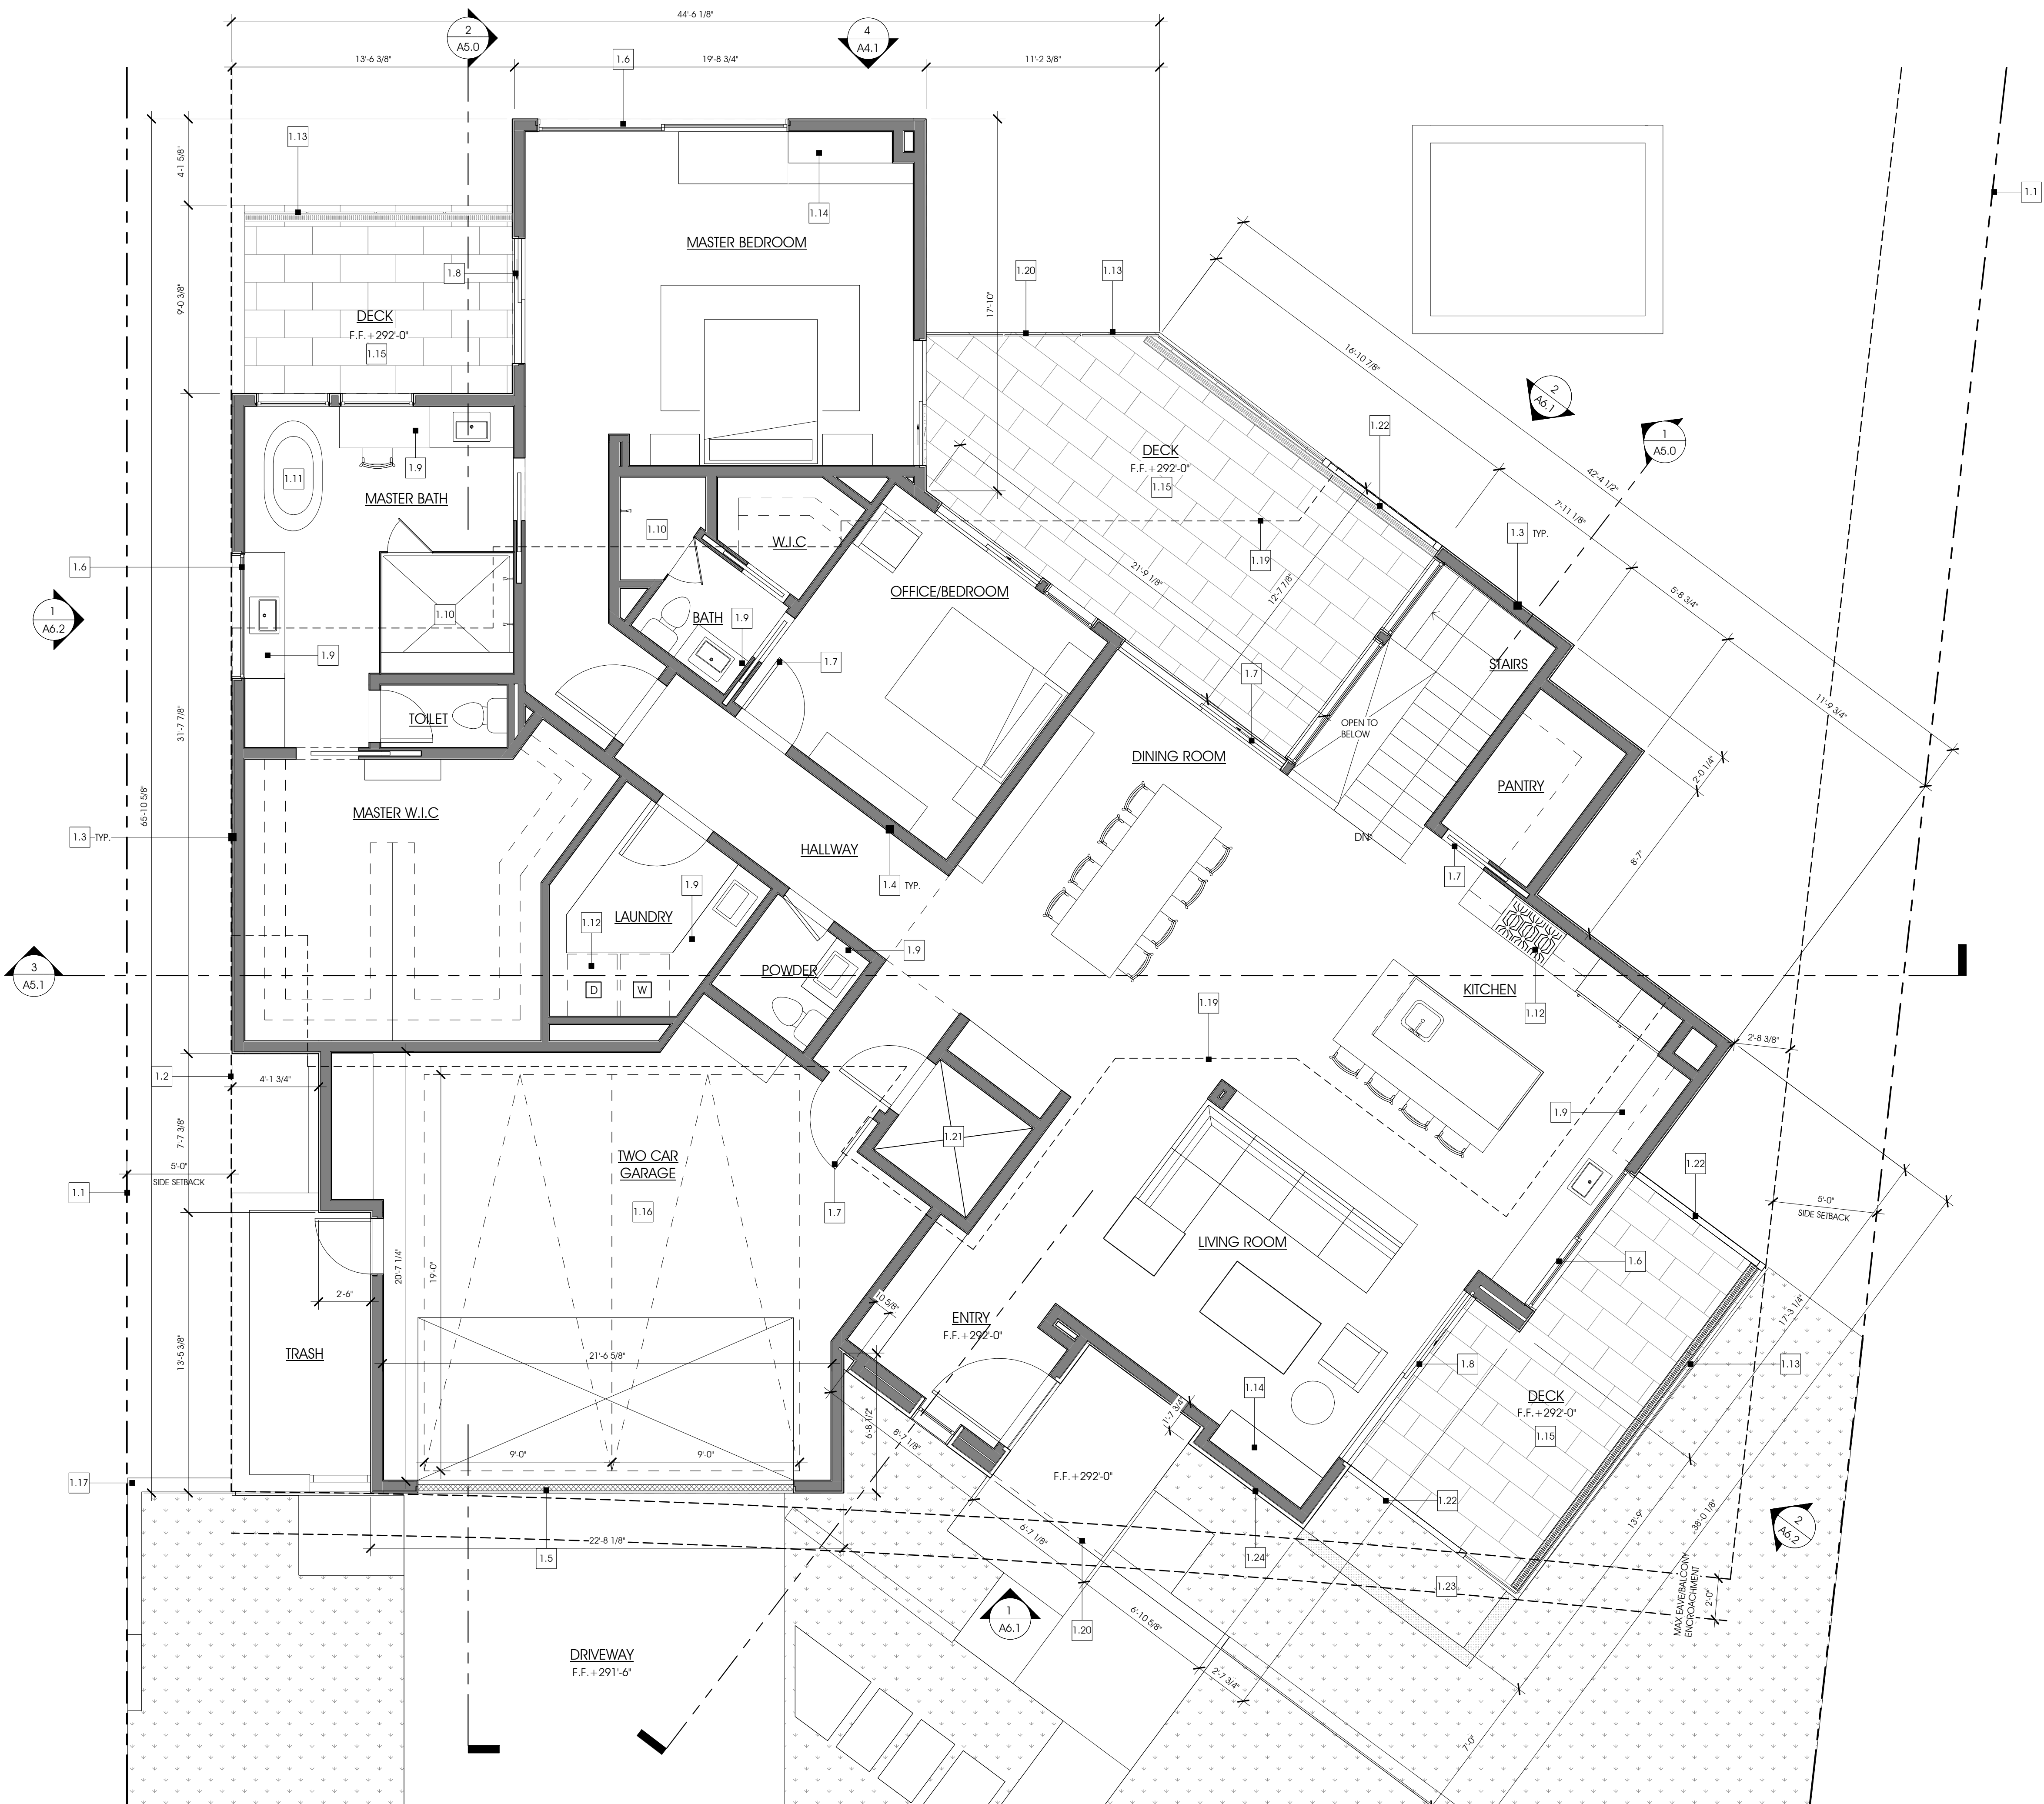 44'-6 1/8"
2
A5.0
4
A4.1
13'-6 3/8"
1.6
19'-8 3/4"
11'-2 3/8"
1.13
4'-1 5/8"
1.14
1.1
MASTER BEDROOM
1.8
1.20
1.13
9'-0 3/8"
17'-10"
DECK
F.F.+292'-0"
1.15
16'-10 7/8"
2
A6.1
1.22
1
A5.0
42'-4 1/2"
DECK
F.F.+292'-0"
1.15
1.9
1.11
MASTER BATH
7'-11 1/8"
1.10
W.I.C
1.3 TYP.
1.6
1.19
21'-9 1/8"
12'-7 7/8"
OFFICE/BEDROOM
5'-8 3/4"
1
A6.2
1.10
BATH
1.9
1.9
1.7
STAIRS
1.7
11'-9 3/4"
TOILET
31'-7 7/8"
OPEN TO
BELOW
DINING ROOM
2'-0 1/4"
PANTRY
65'-10 5/8"
MASTER W.I.C
1.3 TYP.
DN
HALLWAY
8'-7"
1.4 TYP.
1.7
1.9
LAUNDRY
1.12
1.9
3
A5.1
POWDER
D
W
KITCHEN
1.19
1.12
2'-8 3/8"
1.2
4'-1 3/4"
1.9
7'-7 3/8"
1.21
TWO CAR
GARAGE
5'-0"
SIDE SETBACK
1.22
1.1
1.16
1.7
5'-0"
SIDE SETBACK
LIVING ROOM
20'-7 1/4"
19'-0"
1.6
2'-6"
10 5/8"
17'-3 1/4"
ENTRY
F.F.+292'-0"
TRASH
13'-5 3/8"
21'-6 5/8"
1.8
1.13
1.14
DECK
F.F.+292'-0"
1.15
1'-7 3/4"
6'-8 1/2"
8'-7 1/8"
9'-0"
9'-0"
F.F.+292'-0"
1.17
1.22
13'-9"
38'-0 1/8"
2
A6.2
22'-8 1/8"
1.5
6'-7 1/8"
1.24
1.23
MAX EAVE/BALCONY
ENCROACHMENT
2'-0"
1
A6.1
1.20
6'-10 5/8"
DRIVEWAY
F.F.+291'-6"
2'-7 3/4"
7'-0"